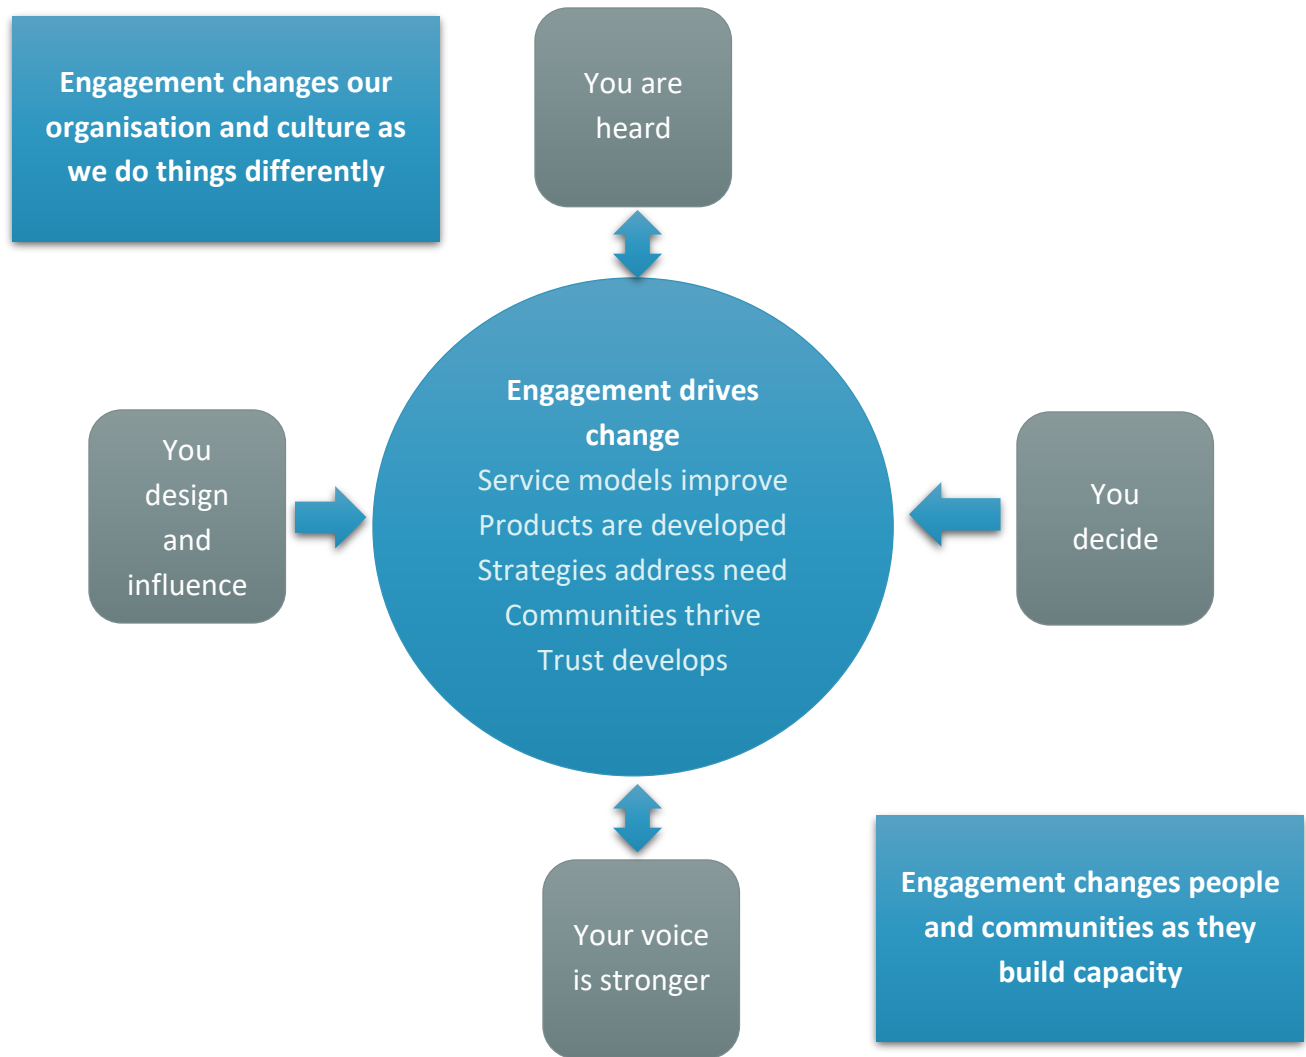 Engagement changes our
organisation and culture as
we do things differently
You are
heard
Engagement drives
change
Service models improve
Products are developed
Strategies address need
Communities thrive
Trust develops
You
design
and
influence
You
decide
Your voice
is stronger
Engagement changes people
and communities as they
build capacity